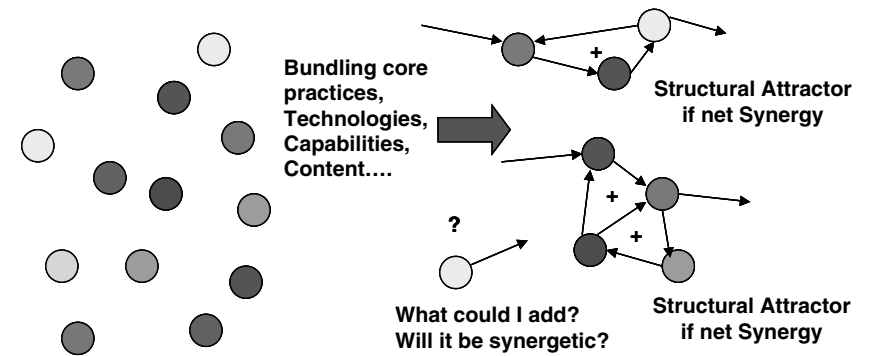 Bundling core
practices,
Technologies,
Capabilities,
Content....
+
Structural Attractor
if net Synergy
+
+
?
What could I add?
Will it be synergetic?
Structural Attractor
if net Synergy